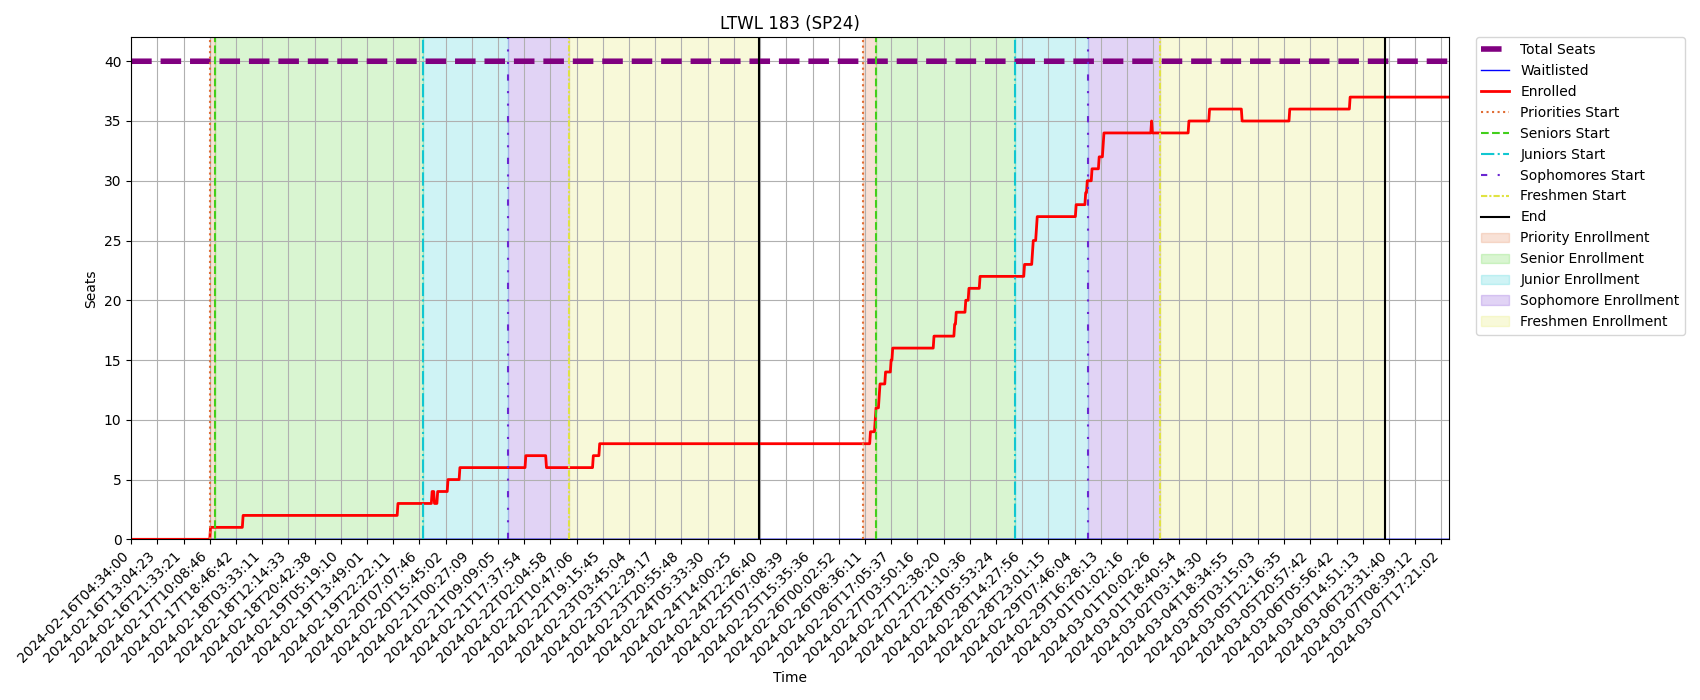 LTWL 183 (SP24)
Seats
40
35
30
25
20
15
10
5
0
2024-02-16T04:34:00
2024-02-16T13:04:23
2024-02-16T21:33:21
2024-02-17T10:08:46
2024-02-17T18:46:42
2024-02-18T03:33:11
2024-02-18T12:14:33
2024-02-18T20:42:38
2024-02-19T05:19:10
2024-02-19T13:49:01
2024-02-19T22:22:11
2024-02-20T07:07:46
2024-02-20T15:45:02
2024-02-21T00:27:09
2024-02-21T09:09:05
2024-02-21T17:37:54
2024-02-22T02:04:58
2024-02-22T10:47:06
2024-02-22T19:15:45
2024-02-23T03:45:04
2024-02-23T12:29:17
2024-02-23T20:55:48
2024-02-24T05:33:30
2024-02-24T14:00:25
2024-02-24T22:26:40
2024-02-25T07:08:39
2024-02-25T15:35:36
2024-02-26T00:02:52
2024-02-26T08:36:11
2024-02-26T17:05:37
2024-02-27T03:50:16
2024-02-27T12:38:20
2024-02-27T21:10:36
2024-02-28T05:53:24
2024-02-28T14:27:56
2024-02-28T23:01:15
2024-02-29T07:46:04
2024-02-29T16:28:13
2024-03-01T01:02:16
2024-03-01T10:02:26
2024-03-01T18:40:54
2024-03-02T03:14:30
2024-03-04T18:34:55
2024-03-05T03:15:03
2024-03-05T12:16:35
2024-03-05T20:57:42
2024-03-06T05:56:42
2024-03-06T14:51:13
2024-03-06T23:31:40
2024-03-07T08:39:12
2024-03-07T17:21:02
Time
Total Seats
Waitlisted
Enrolled
Priorities Start
Seniors Start
Juniors Start
Sophomores Start
Freshmen Start
End
Priority Enrollment
Senior Enrollment
Junior Enrollment
Sophomore Enrollment
Freshmen Enrollment